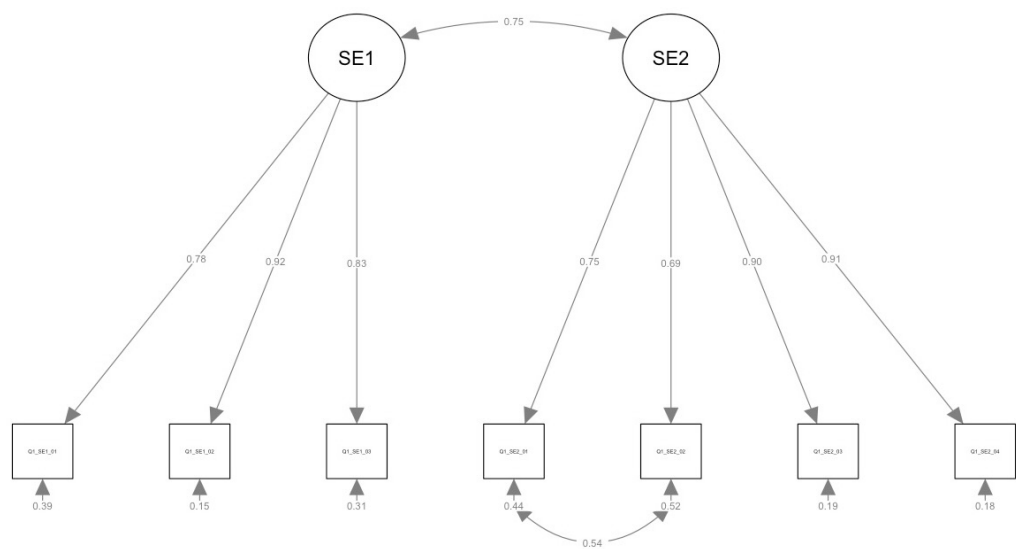 0.75
SE1 SE2
0.78 0.92 0.83 0.75 0.69 0.90 0.91
Q1_SE1_01 Q1_SE1_02 Q1_SE1_03 Q1_SE2_01 Q1_SE2_02 Q1_SE2_03 Q1_SE2_04
0.39 0.15 0.31 0.44 0.52 0.19 0.18
0.54